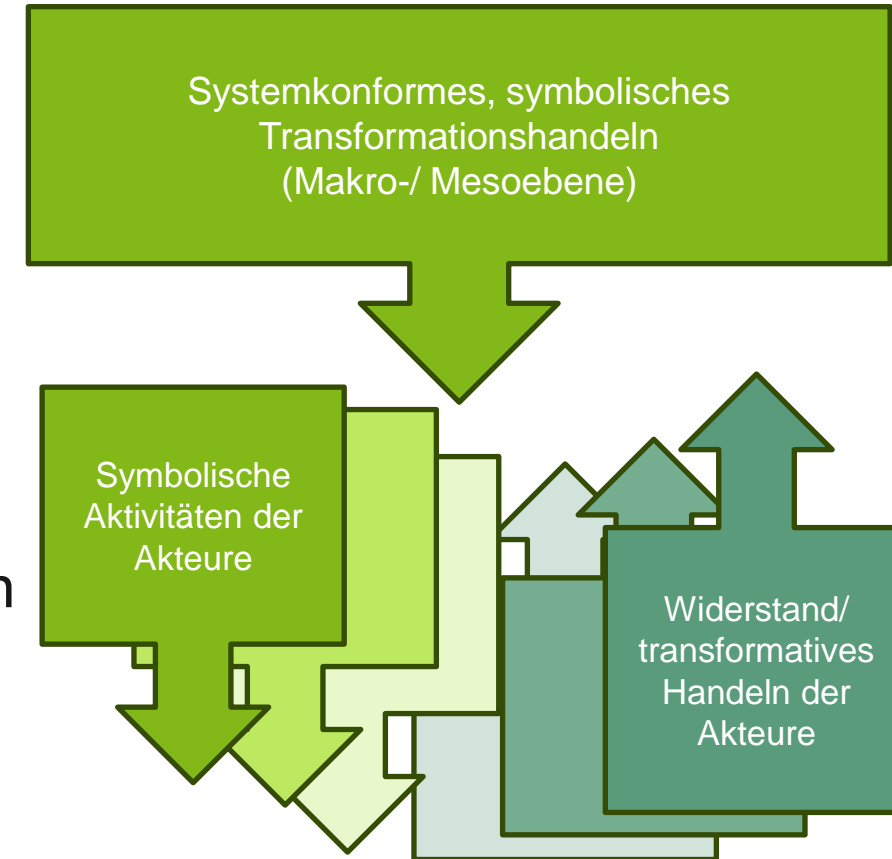 Systemkonformes, symbolisches
Transformationshandeln
(Makro-/ Mesoebene)
Symbolische
Aktivitäten der
Akteure
n
Widerstand/
transformatives
Handeln der
Akteure